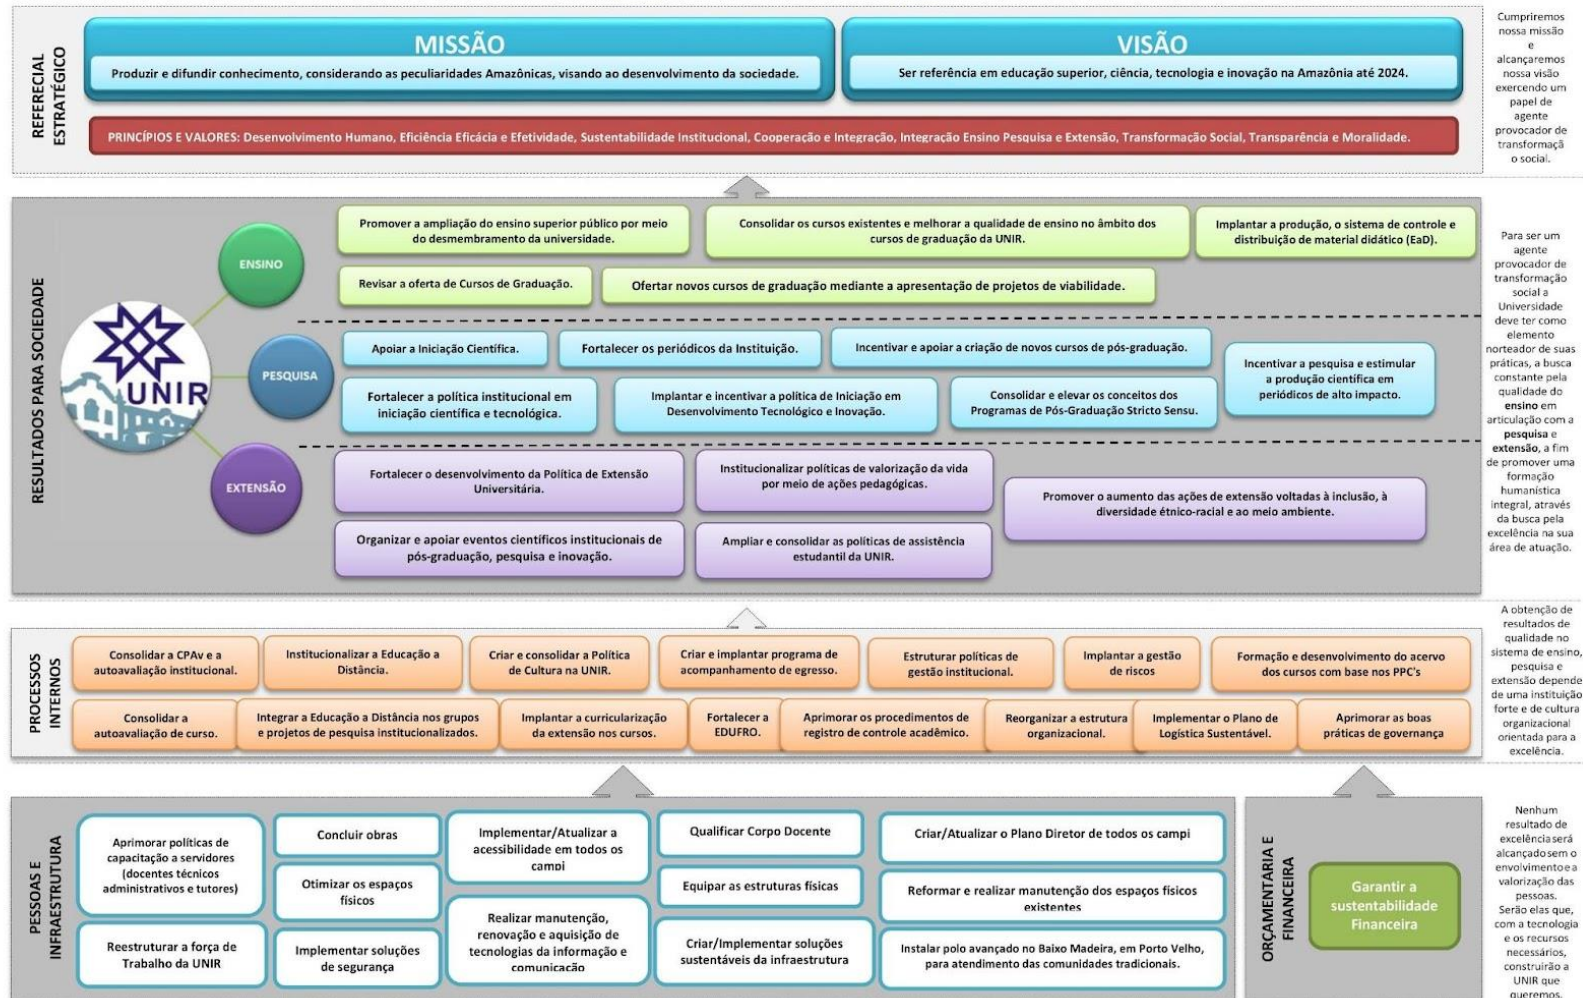 REFERECIAL
ESTRATÉGICO
MISSÃO
Produzir e difundir conhecimento, considerando as peculiaridades Amazônicas, visando ao desenvolvimento da sociedade.
VISÃO
Ser referência em educação superior, ciência, tecnologia e inovação na Amazônia até 2024.
PRINCÍPIOS E VALORES: Desenvolvimento Humano, Eficiência Eficácia e Efetividade, Sustentabilidade Institucional, Cooperação e Integração, Integração Ensino Pesquisa e Extensão, Transformação Social, Transparência e Moralidade.
Cumpriremos
nossa missão
e
alcançaremos
nossa visão
exercendo um
papel de
agente
provocador de
transformaçã
o social.
RESULTADOS PARA SOCIEDADE
UNIR
ENSINO
Promover a ampliação do ensino superior público por meio
do desmembramento da universidade.
Consolidar os cursos existentes e melhorar a qualidade de ensino no âmbito dos
cursos de graduação da UNIR.
Implantar a produção, o sistema de controle e
distribuição de material didático (EaD).
Revisar a oferta de Cursos de Graduação.
Ofertar novos cursos de graduação mediante a apresentação de projetos de viabilidade.
PESQUISA
Apoiar a Iniciação Científica.
Fortalecer os periódicos da Instituição.
Incentivar e apoiar a criação de novos cursos de pós-graduação.
Incentivar a pesquisa e estimular
a produção científica em
periódicos de alto impacto.
Fortalecer a política institucional em
iniciação científica e tecnológica.
Implantar e incentivar a política de Iniciação em
Desenvolvimento Tecnológico e Inovação.
Consolidar e elevar os conceitos dos
Programas de Pós-Graduação Stricto Sensu.
EXTENSÃO
Fortalecer o desenvolvimento da Política de Extensão
Universitária.
Institucionalizar políticas de valorização da vida
por meio de ações pedagógicas.
Promover o aumento das ações de extensão voltadas à inclusão, à
diversidade étnico-racial e ao meio ambiente.
Organizar e apoiar eventos científicos institucionais de
pós-graduação, pesquisa e inovação.
Ampliar e consolidar as políticas de assistência
estudantil da UNIR.
Para ser um
agente
provocador de
transformação
social a
Universidade
deve ter como
elemento
norteador de suas
práticas, a busca
constante pela
qualidade do
ensino em
articulação com a
pesquisa e
extensão, a fim
de promover uma
formação
humanística
integral, através
da busca pela
excelência na sua
área de atuação.
PROCESSOS
INTERNOS
Consolidar a CPAv e a
autoavaliação institucional.
Institucionalizar a Educação a
Distância.
Criar e consolidar a Política
de Cultura na UNIR.
Criar e implantar programa de
acompanhamento de egresso.
Estruturar políticas de
gestão institucional.
Implantar a gestão
de riscos
Formação e desenvolvimento do acervo
dos cursos com base nos PPC's
Consolidar a
autoavaliação de curso.
Integrar a Educação a Distância nos grupos
e projetos de pesquisa institucionalizados.
Implantar a curricularização
da extensão nos cursos.
Fortalecer a
EDUFRO.
Aprimorar os procedimentos de
registro de controle acadêmico.
Reorganizar a estrutura
organizacional.
Implementar o Plano de
Logística Sustentável.
Aprimorar as boas
práticas de governança
A obtenção de
resultados de
qualidade no
sistema de ensino,
pesquisa e
extensão depende
de uma instituição
forte e de cultura
organizacional
orientada para a
excelência.
PESSOAS E
INFRAESTRUTURA
Aprimorar políticas de
capacitação a servidores
(docentes técnicos
administrativos e tutores)
Reestruturar a força de
Trabalho da UNIR
Concluir obras
Otimizar os espaços
físicos
Implementar soluções
de segurança
Implementar/Atualizar a
acessibilidade em todos os
campi
Realizar manutenção,
renovação e aquisição de
tecnologias da informação e
comunicação
Qualificar Corpo Docente
Equipar as estruturas físicas
Criar/Implementar soluções
sustentáveis da infraestrutura
Criar/Atualizar o Plano Diretor de todos os campi
Reformar e realizar manutenção dos espaços físicos
existentes
Instalar polo avançado no Baixo Madeira, em Porto Velho,
para atendimento das comunidades tradicionais.
ORÇAMENTARIA E
FINANCEIRA
Garantir a
sustentabilidade
Financeira
Nenhum
resultado de
excelência será
alcançado sem o
envolvimento e a
valorização das
pessoas.
Serão elas que,
com a tecnologia
e os recursos
necessários,
construirão a
UNIR que
queremos.